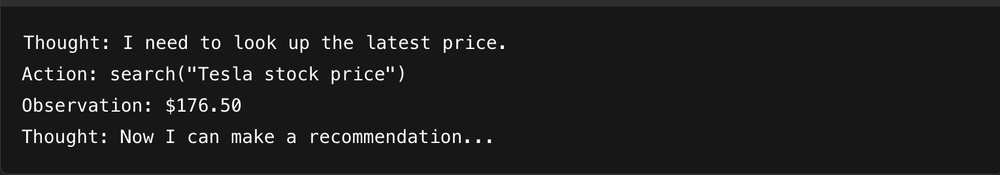 Thought: I need to look up the latest price.
Action: search("Tesla stock price")
Observation: $176.50
Thought: Now I can make a recommendation...